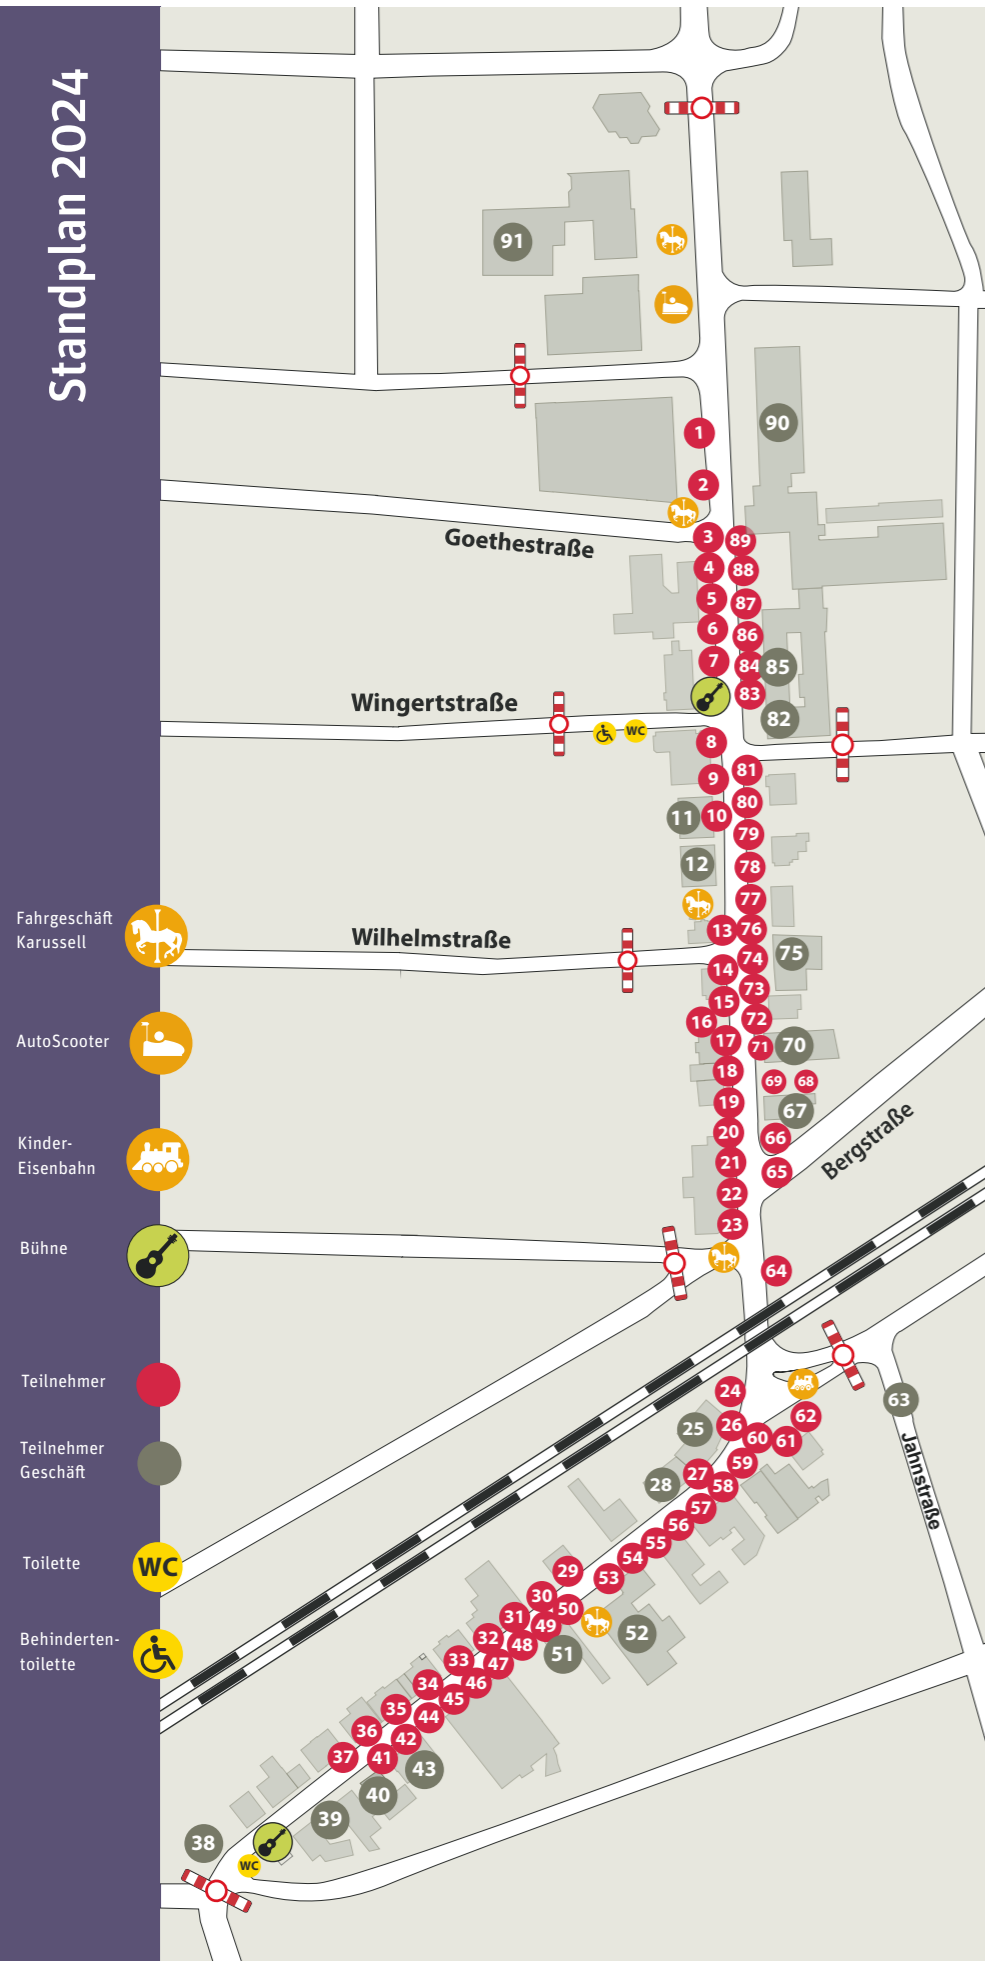 Standplan 2024
91
90
1
2
Goethestraße
3 89
4 88
5 87
6 86
7 84 85
83
Wingertstraße
82
WC
8
9 81
11 10 80
79
12 78
77
13 76
Wilhelmstraße
74 75
14
73
15
16 72
17 71 70
18
69 68
19 67
20 66
Bergstraße
21 65
22
23
64
24
63
62
25 26
60 61
Jahnstraße
59
27 58
28
57
56
55
54
29 53
30 50
31 49
52
32 48
51
33 47
34 46
45
35 44
36 42
37 41
43
40
39
38
WC
Fahrgeschäft
Karussell
AutoScooter
Kinder-
Eisenbahn
Bühne
Teilnehmer
Teilnehmer
Geschäft
Toilette
WC
Behinderten-
toilette